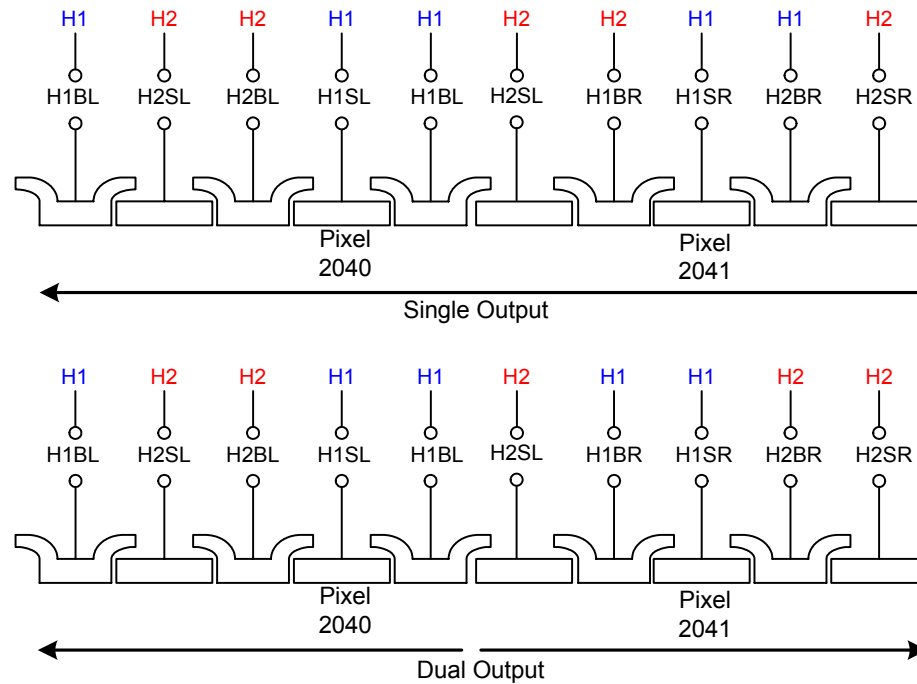 H1 H2 H2 H1 H1 H2 H2 H1 H1 H2
H1BL H2SL H2BL H1SL H1BL H2SL H1BR H1SR H2BR H2SR
Pixel Pixel
2040 2041
Single Output
H1 H2 H2 H1 H1 H2 H1 H1 H2 H2
H1BL H2SL H2BL H1SL H1BL H2SL H1BR H1SR H2BR H2SR
Pixel Pixel
2040 2041
Dual Output